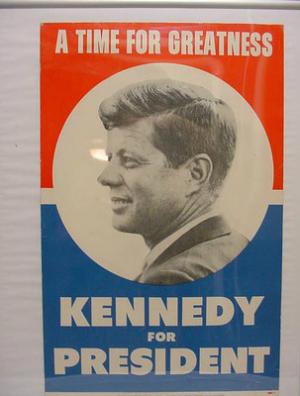 A TIME FOR GREATNESS
KENNEDY
FOR
PRESIDENT